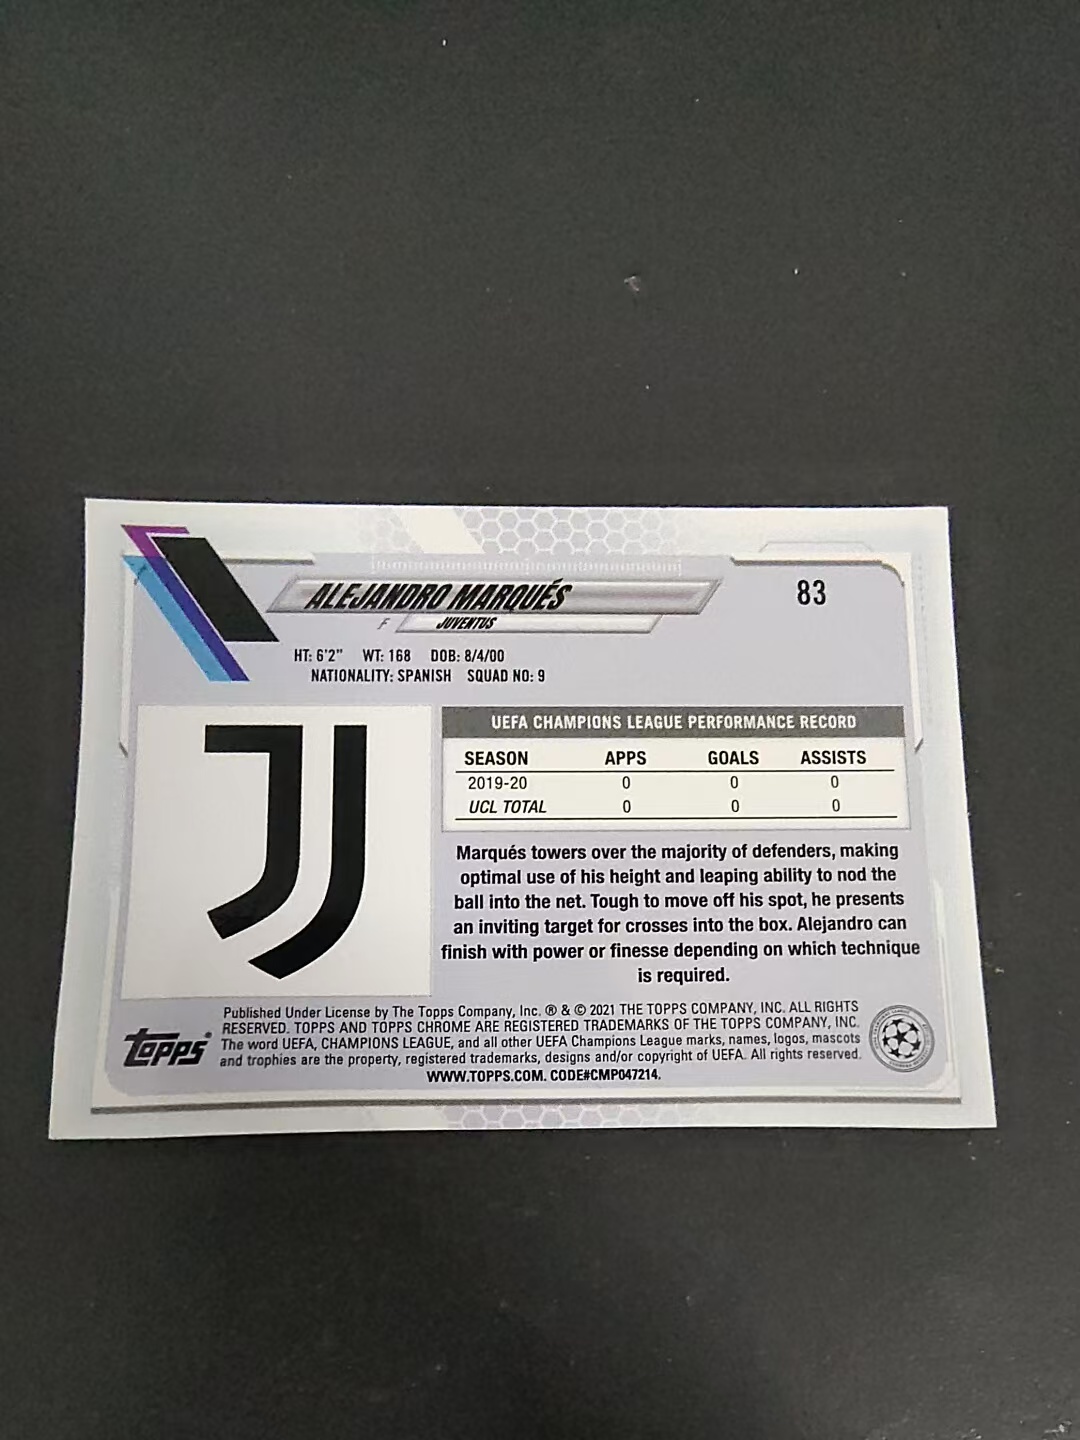 ALEJANDRO MARQUÉS
83
F JUVENTUS
HT: 6'2" WT: 168 DOB: 8/4/00
NATIONALITY: SPANISH SQUAD NO: 9
UEFA CHAMPIONS LEAGUE PERFORMANCE RECORD
SEASON APPS GOALS ASSISTS
2019-20 0 0 0
UCL TOTAL 0 0 0
Marqués towers over the majority of defenders, making
optimal use of his height and leaping ability to nod the
ball into the net. Tough to move off his spot, he presents
an inviting target for crosses into the box. Alejandro can
finish with power or finesse depending on which technique
is required.
Published Under License by The Topps Company, Inc. ® & © 2021 THE TOPPS COMPANY, INC. ALL RIGHTS
RESERVED. TOPPS AND TOPPS CHROME ARE REGISTERED TRADEMARKS OF THE TOPPS COMPANY, INC.
The word UEFA, CHAMPIONS LEAGUE, and all other UEFA Champions League marks, names, logos, mascots
and trophies are the property, registered trademarks, designs and/or copyright of UEFA. All rights reserved.
WWW.TOPPS.COM. CODE#CMP047214.
Topps®